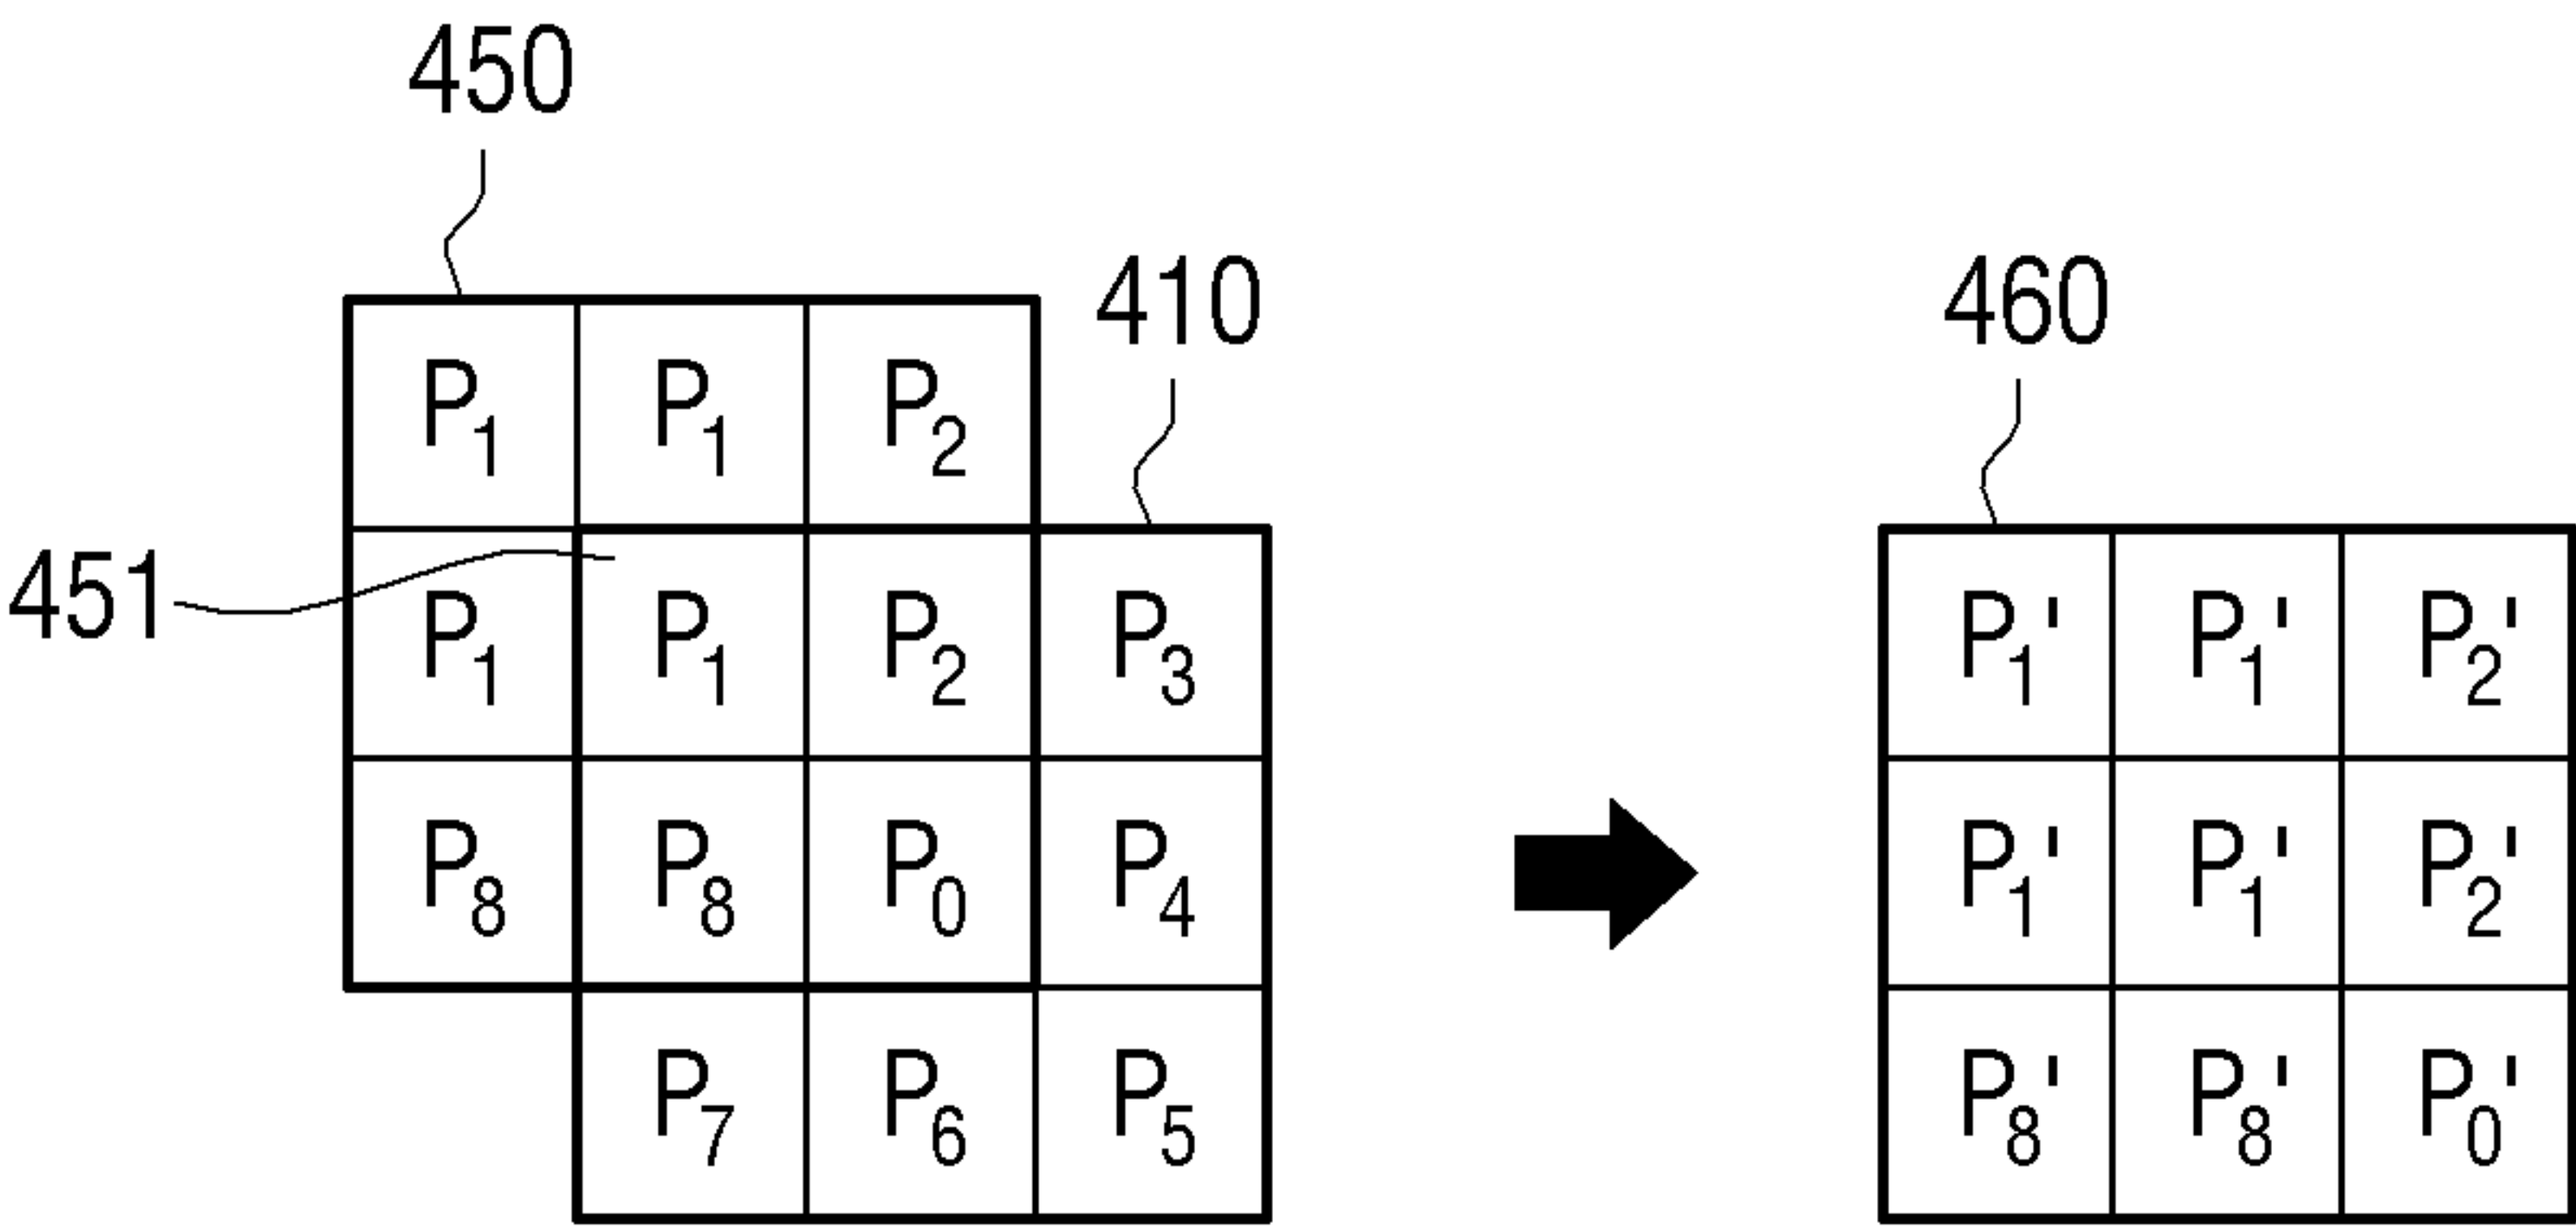 450
410
460
P₁ P₁ P₂
451
P₁ P₁ P₂ P₃
P₈ P₈ P₀ P₄
P₇ P₆ P₅
P₁' P₁' P₂'
P₁' P₁' P₂'
P₈' P₈' P₀'